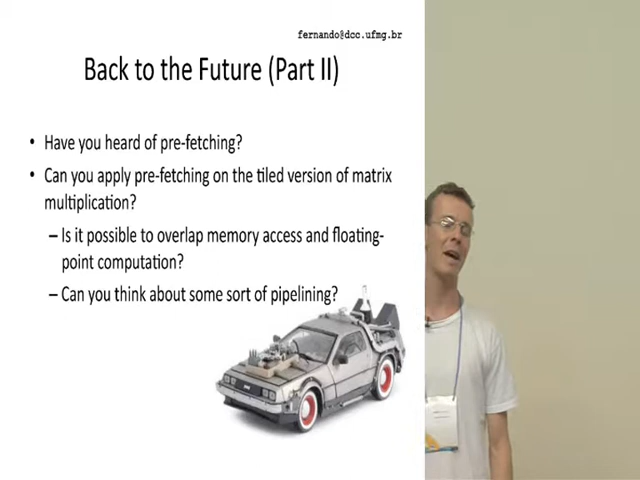 fernando@dcc.ufmg.br
Back to the Future (Part II)
• Have you heard of pre-fetching?
• Can you apply pre-fetching on the tiled version of matrix
multiplication?
– Is it possible to overlap memory access and floating-
point computation?
– Can you think about some sort of pipelining?